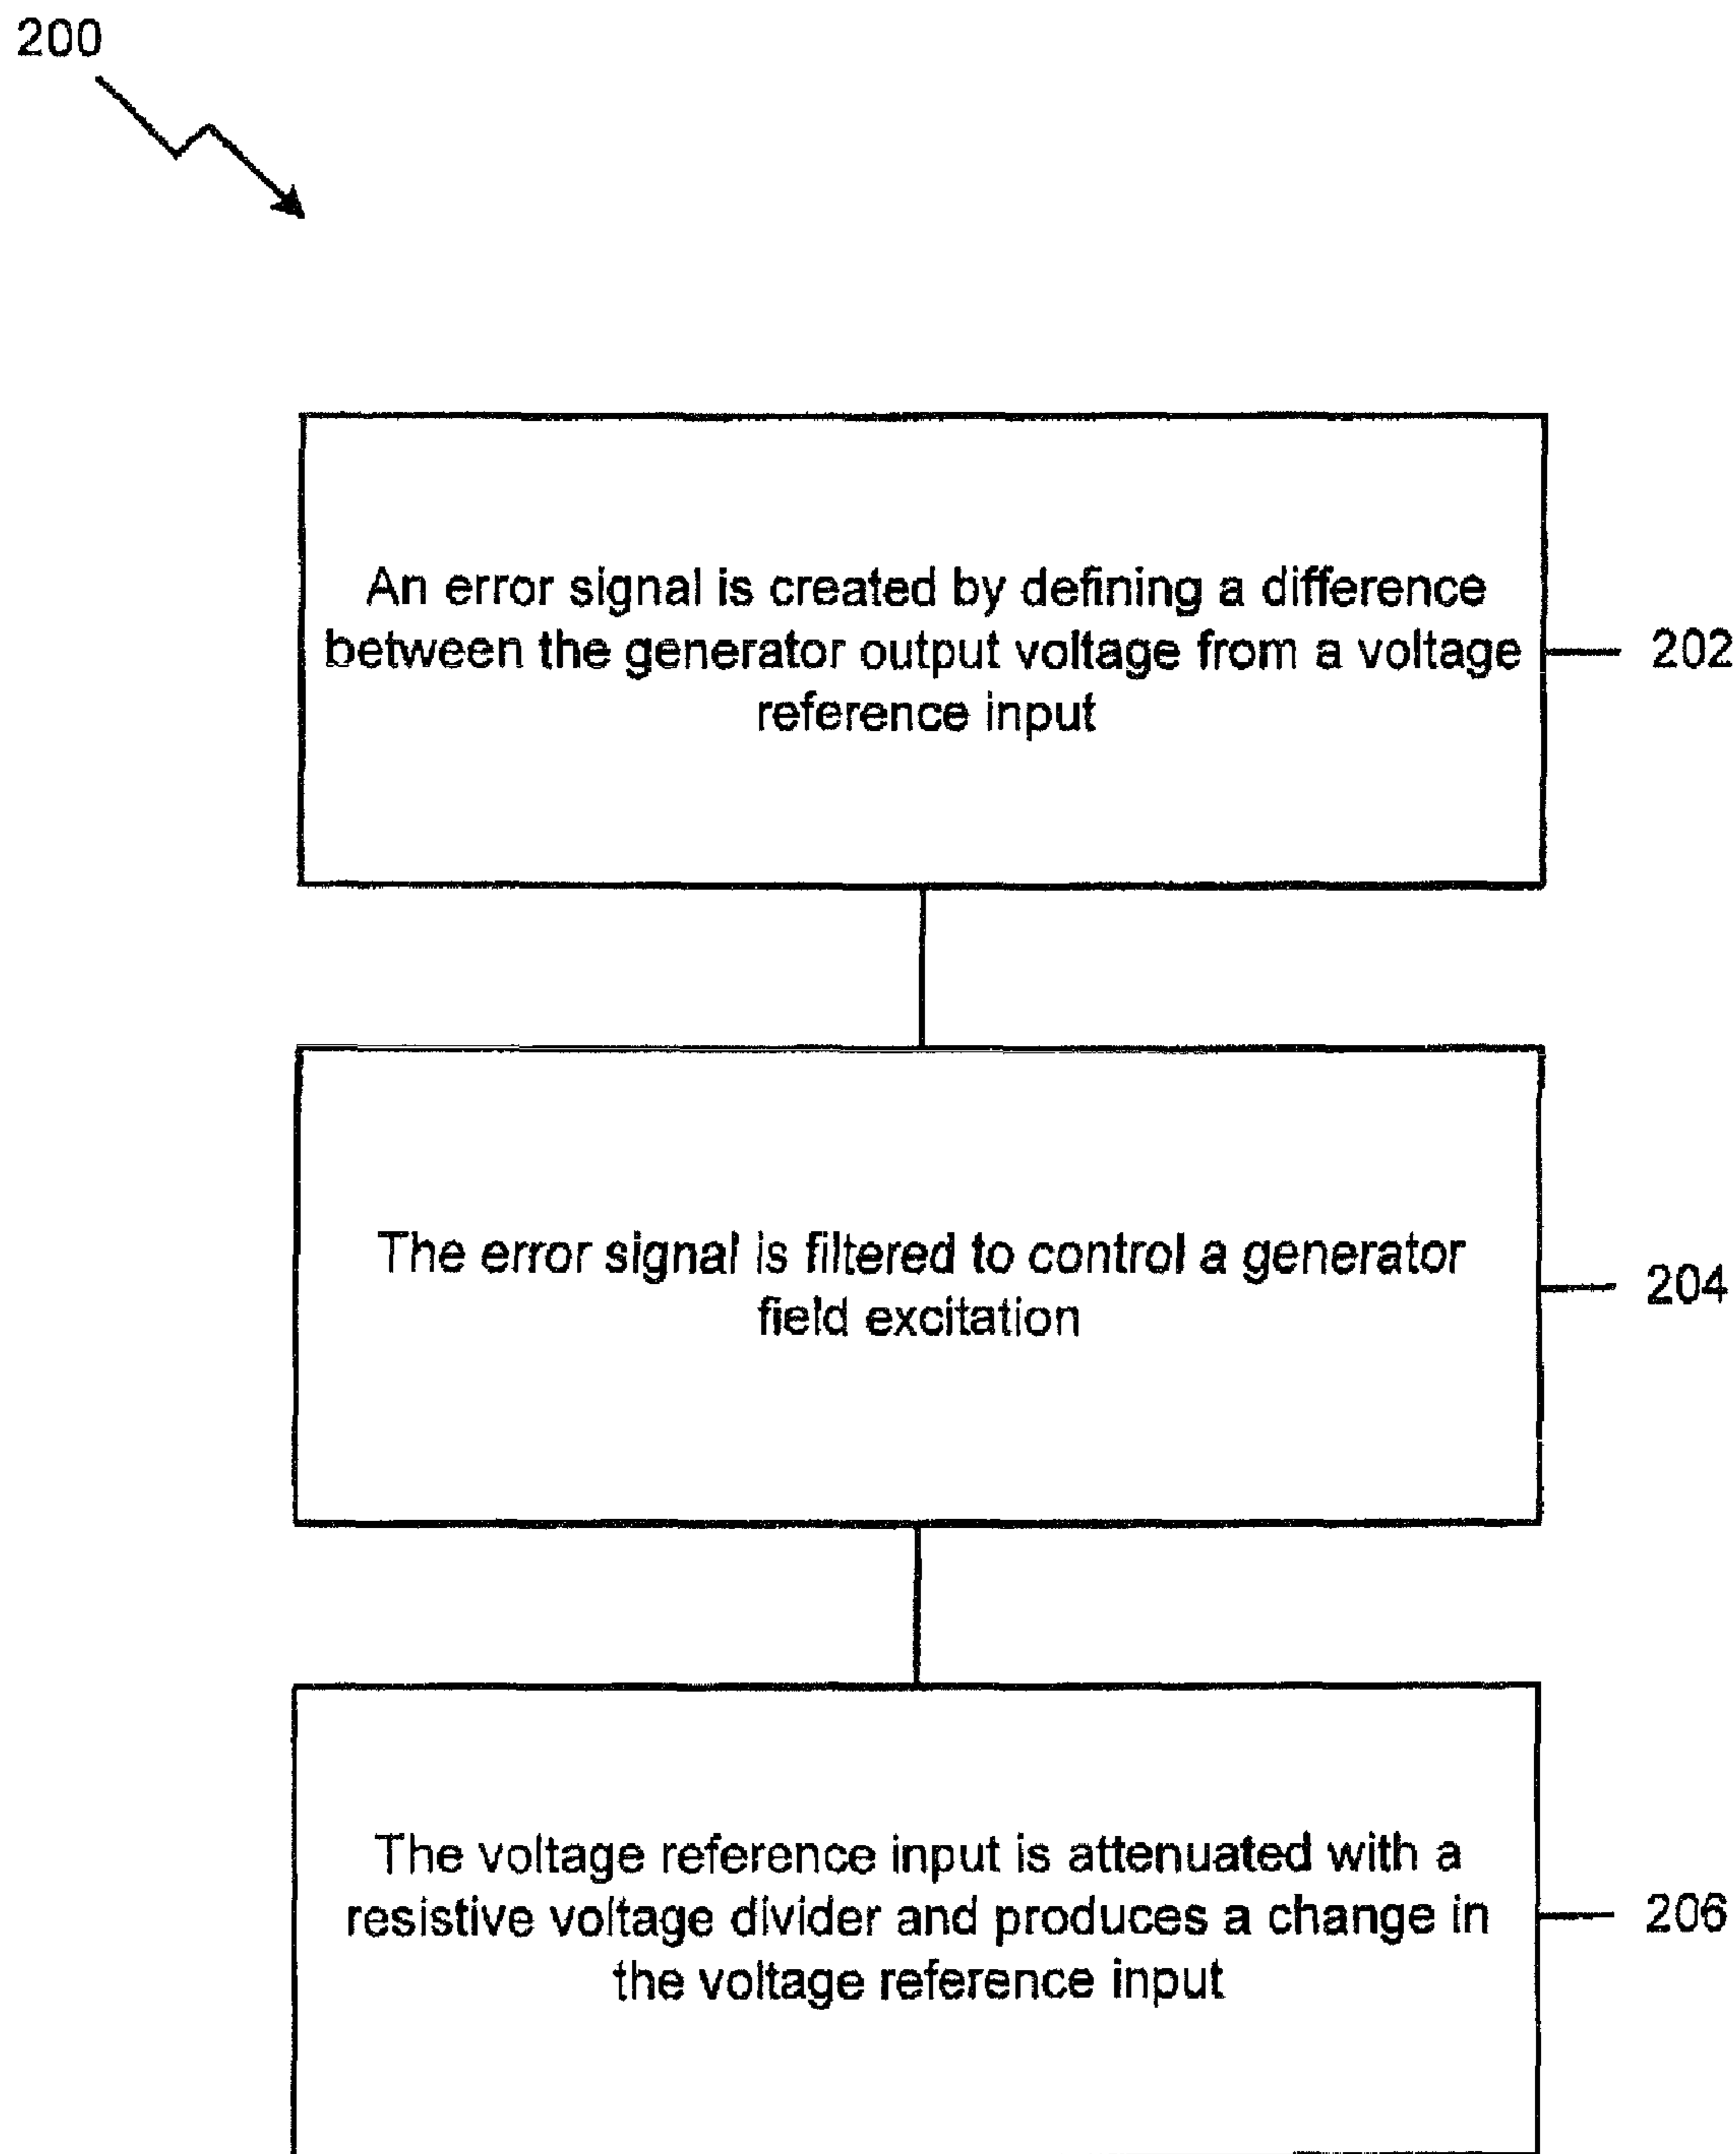 200
An error signal is created by defining a difference
between the generator output voltage from a voltage
reference input
202
The error signal is filtered to control a generator
field excitation
204
The voltage reference input is attenuated with a
resistive voltage divider and produces a change in
the voltage reference input
206